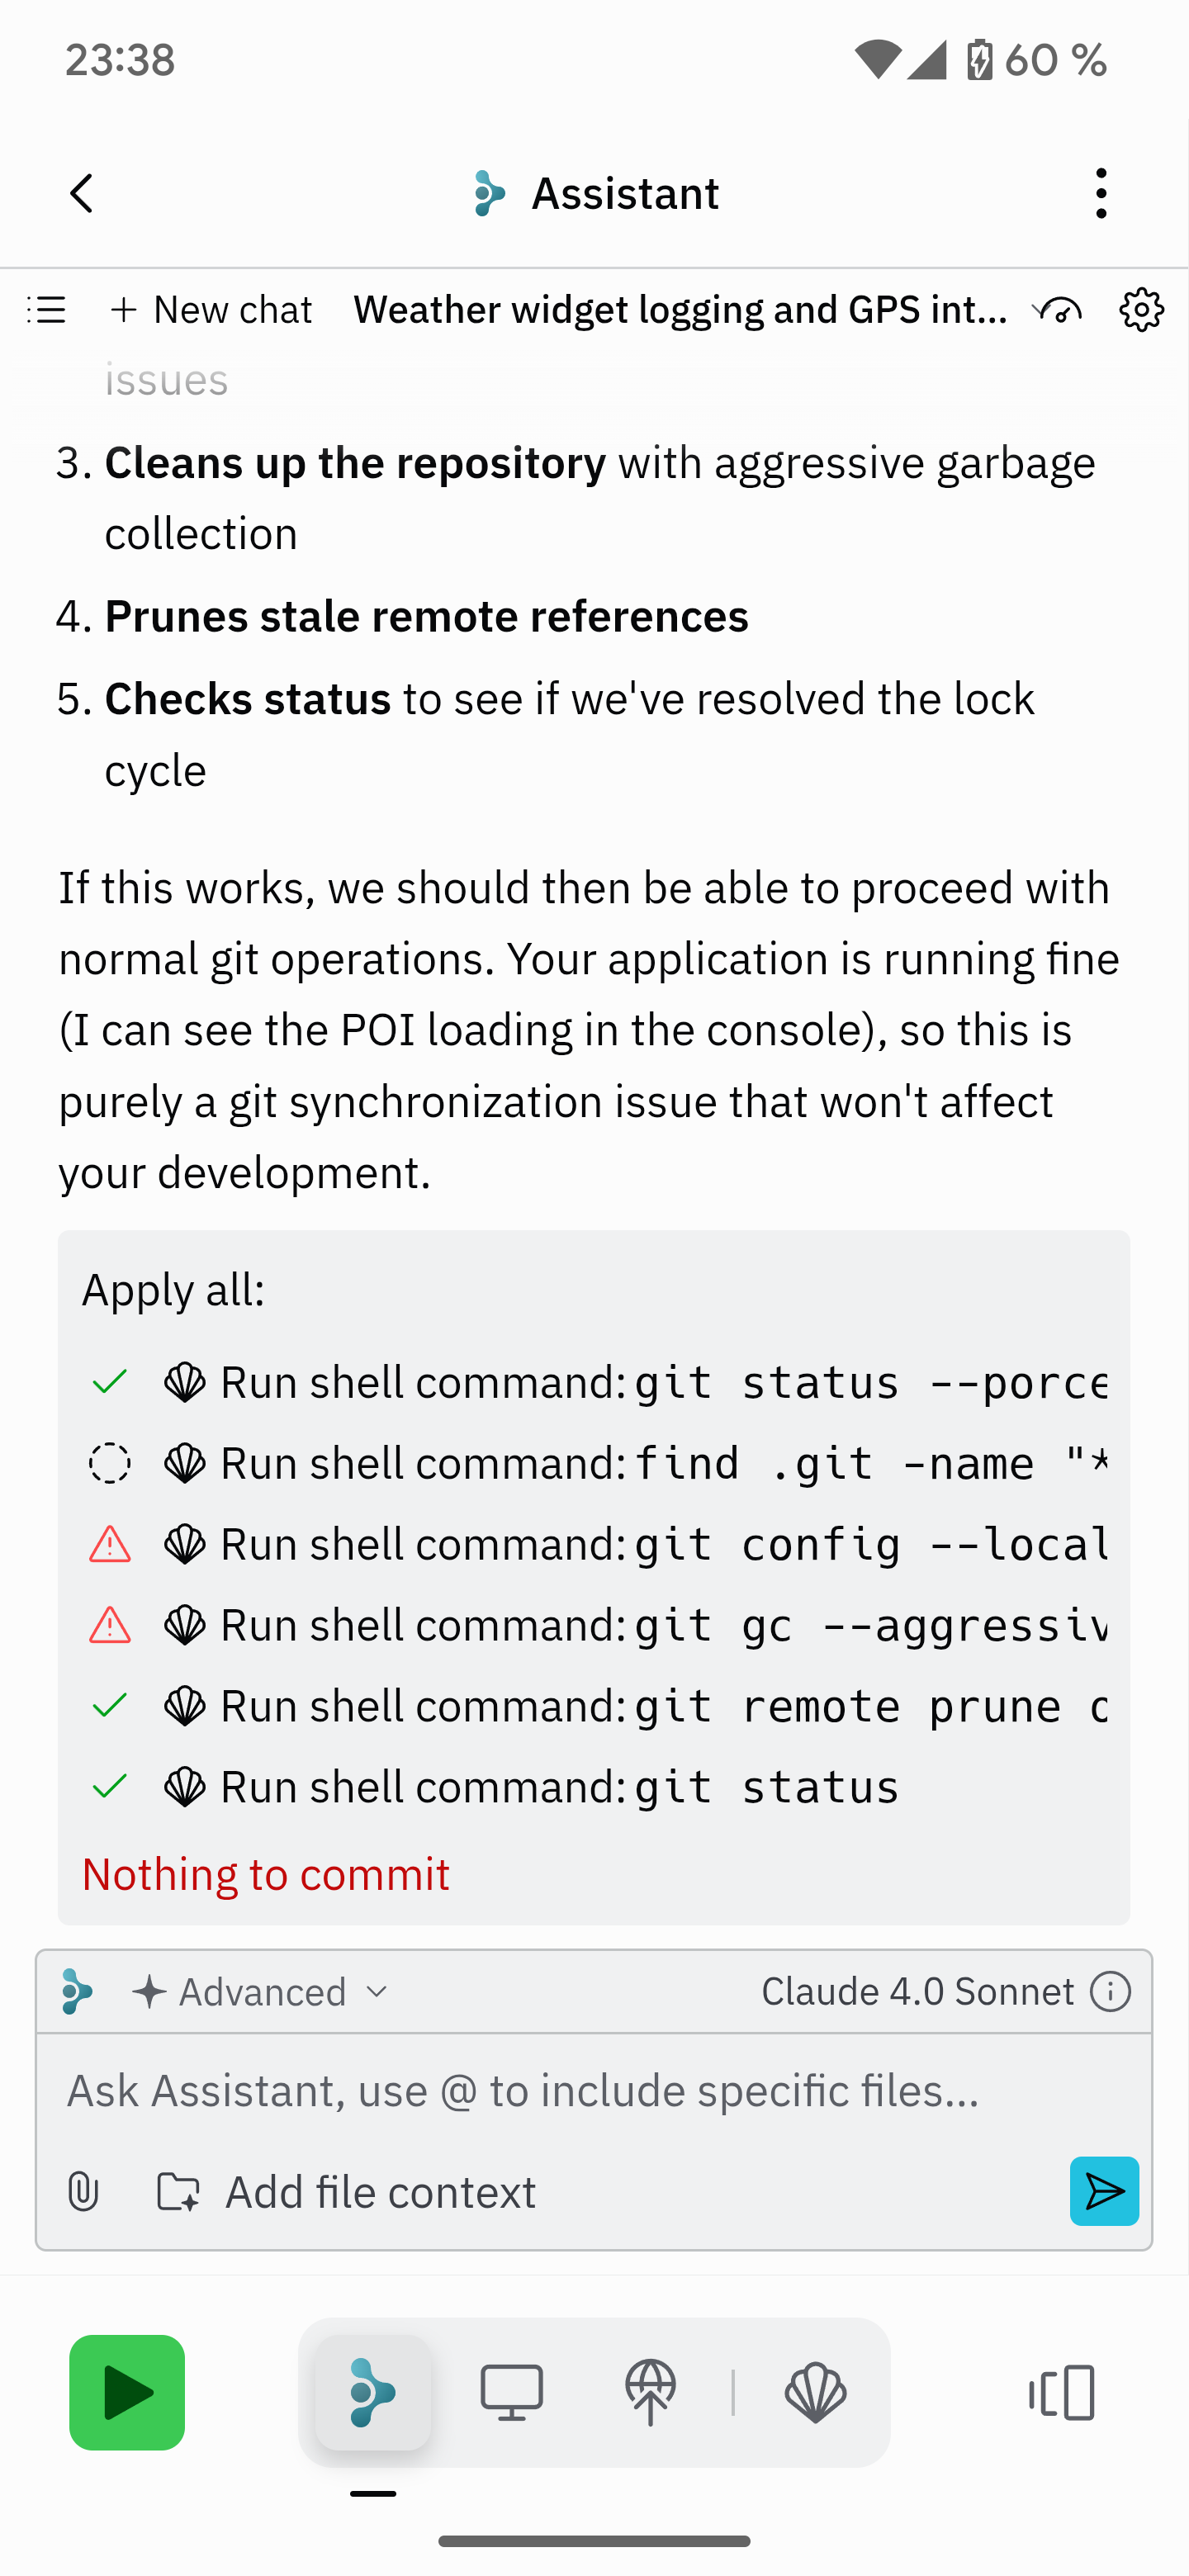 23:38
60 %
Assistant
+ New chat Weather widget logging and GPS int...
issues
3. Cleans up the repository with aggressive garbage
collection
4. Prunes stale remote references
5. Checks status to see if we've resolved the lock
cycle
If this works, we should then be able to proceed with
normal git operations. Your application is running fine
(I can see the POI loading in the console), so this is
purely a git synchronization issue that won't affect
your development.
Apply all:
Run shell command: git status --porce
Run shell command: find .git -name "*
Run shell command: git config --local
Run shell command: git gc --aggressiv
Run shell command: git remote prune o
Run shell command: git status
Nothing to commit
Advanced
Claude 4.0 Sonnet
Ask Assistant, use @ to include specific files...
Add file context